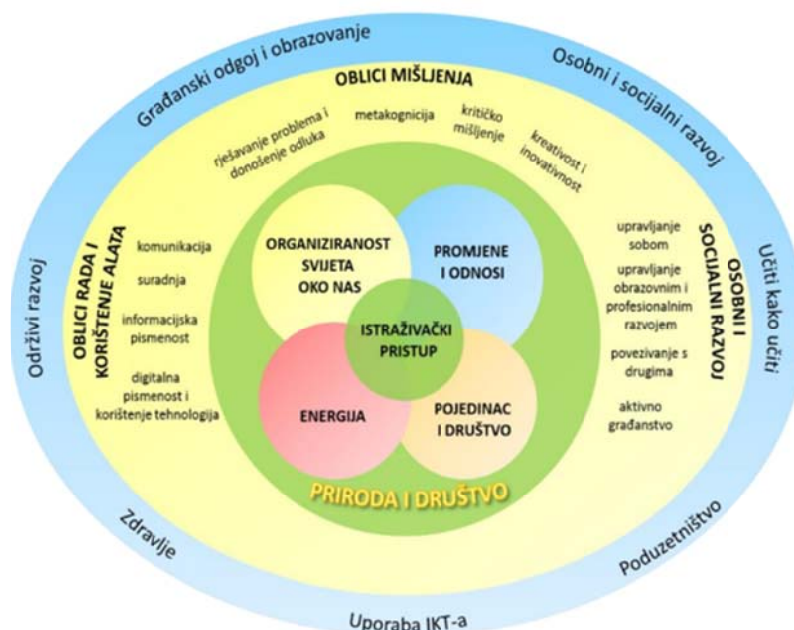 Građanski odgoj i obrazovanje
Osobni i socijalni razvoj
Učiti kako učiti
Poduzetništvo
Uporaba IKT-a
Zdravlje
Održivi razvoj
OBLICI MIŠLJENJA
rješavanje problema i
donošenje odluka
metakognicija
kritičko
mišljenje
kreativost i
inovativnost
OBLICI RADA I
KORIŠTENJE ALATA
komunikacija
suradnja
informacijska
pismenost
digitalna
pismenost i
korištenje tehnologija
OSOBNI I
SOCIJALNI RAZVOJ
upravljanje
sobom
upravljanje
obrazovnim i
profesionalnim
razvojem
povezivanje s
drugima
aktivno
građanstvo
ORGANIZIRANOST
SVIJETA
OKO NAS
PROMJENE
I ODNOSI
ISTRAŽIVAČKI
PRISTUP
ENERGIJA
POJEDINAC
I DRUŠTVO
PRIRODA I DRUŠTVO